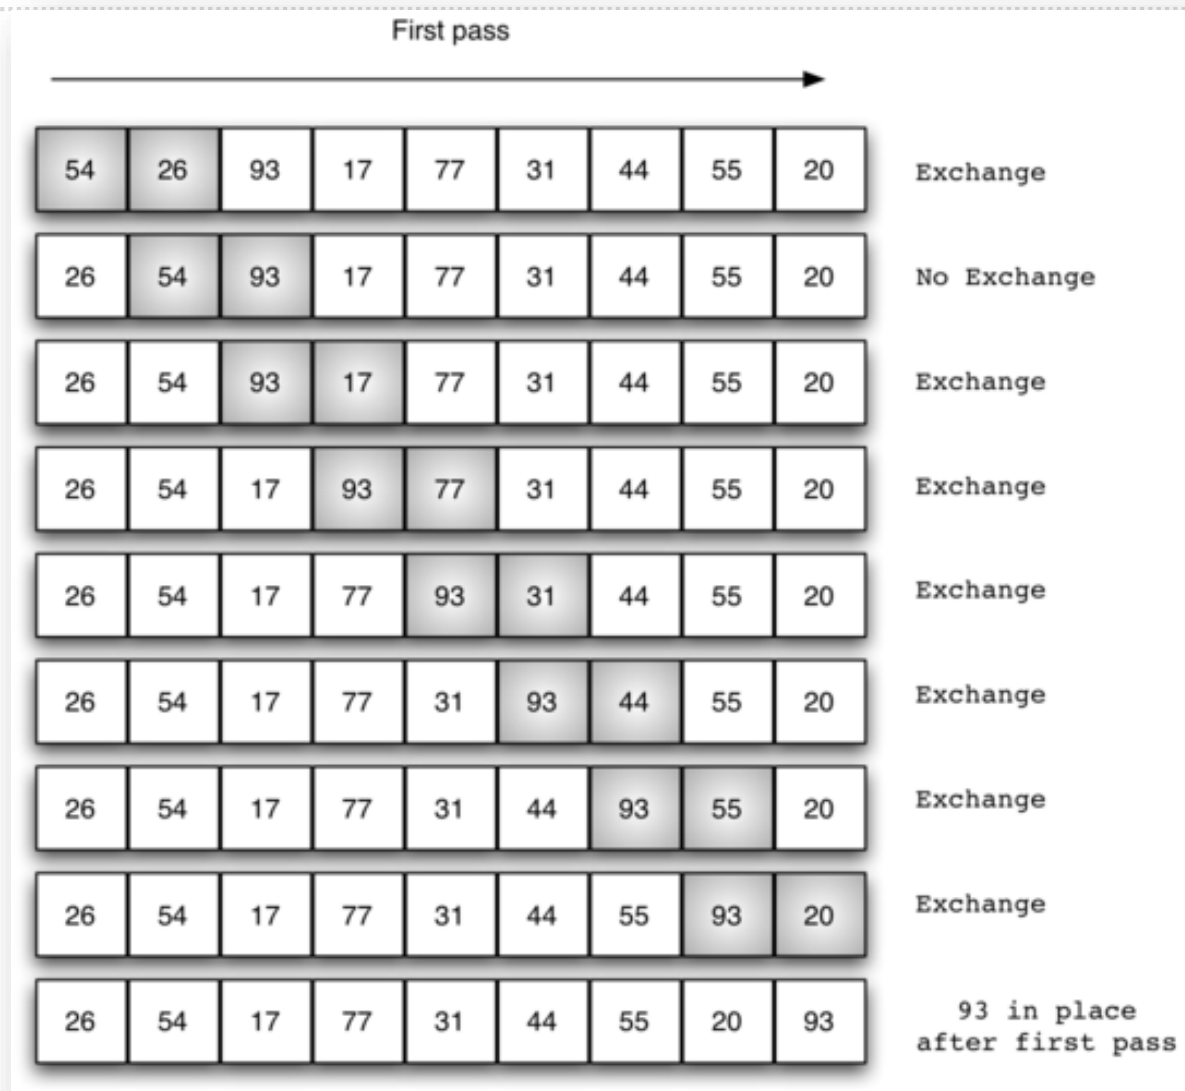 First pass
54 26 93 17 77 31 44 55 20 Exchange
26 54 93 17 77 31 44 55 20 No Exchange
26 54 93 17 77 31 44 55 20 Exchange
26 54 17 93 77 31 44 55 20 Exchange
26 54 17 77 93 31 44 55 20 Exchange
26 54 17 77 31 93 44 55 20 Exchange
26 54 17 77 31 44 93 55 20 Exchange
26 54 17 77 31 44 55 93 20 Exchange
26 54 17 77 31 44 55 20 93 93 in place
after first pass